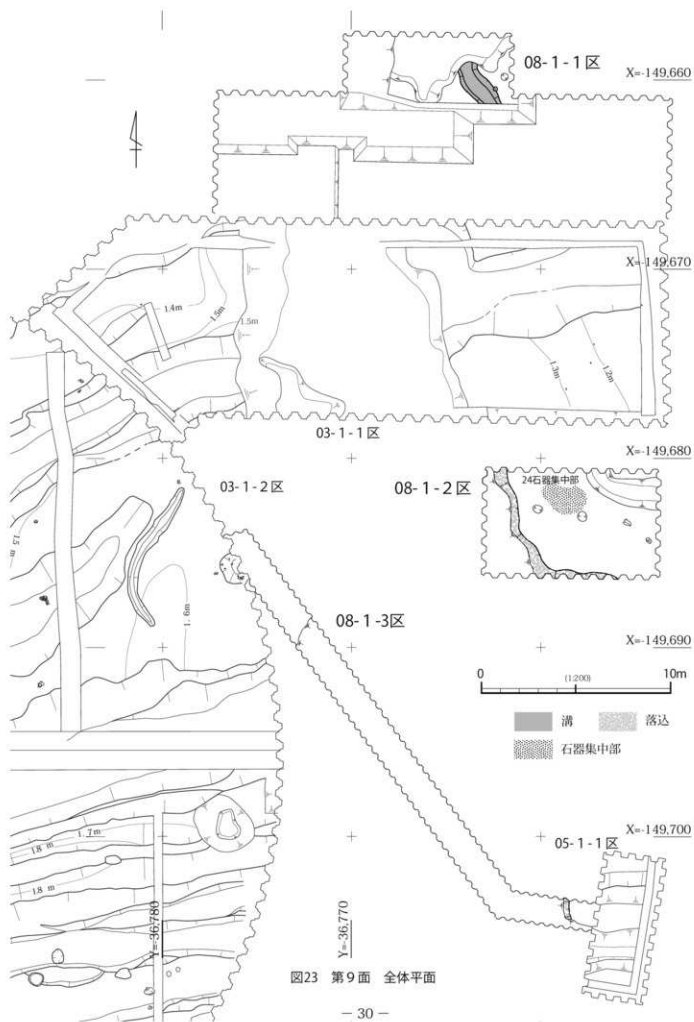 08-1-1区
X=-149,660
X=-149,670
1.4m
1.5m
1.5m
1.3m
1.2m
03-1-1区
X=-149,680
03-1-2区
08-1-2区
24石器集中部
1.5 m
1.6m
08-1-3区
X=-149,690
0
10m
(1:200)
溝
落込
石器集中部
X=-149,700
05-1-1区
1.7m
1.8 m
1.8 m
Y=-36,780
Y=-36,770
図23 第9面 全体平面
— 30 —